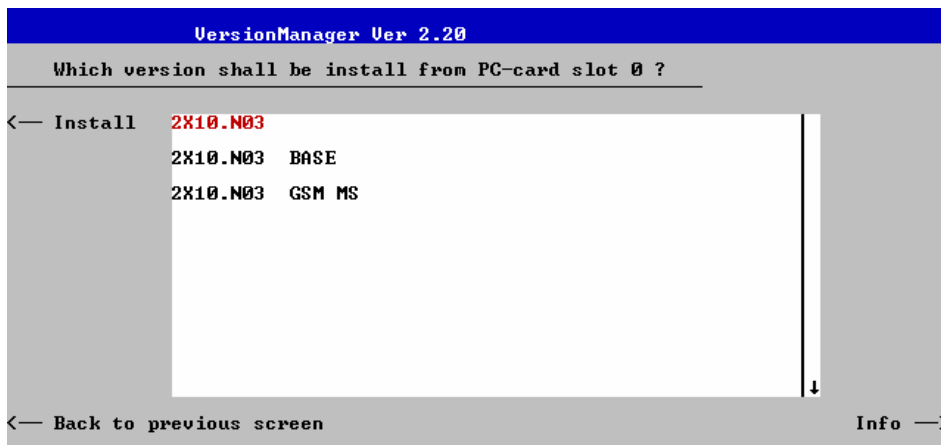 VersionManager Ver 2.20
Which version shall be install from PC-card slot 0 ?
<— Install 2X10.N03
2X10.N03 BASE
2X10.N03 GSM MS
<— Back to previous screen Info —